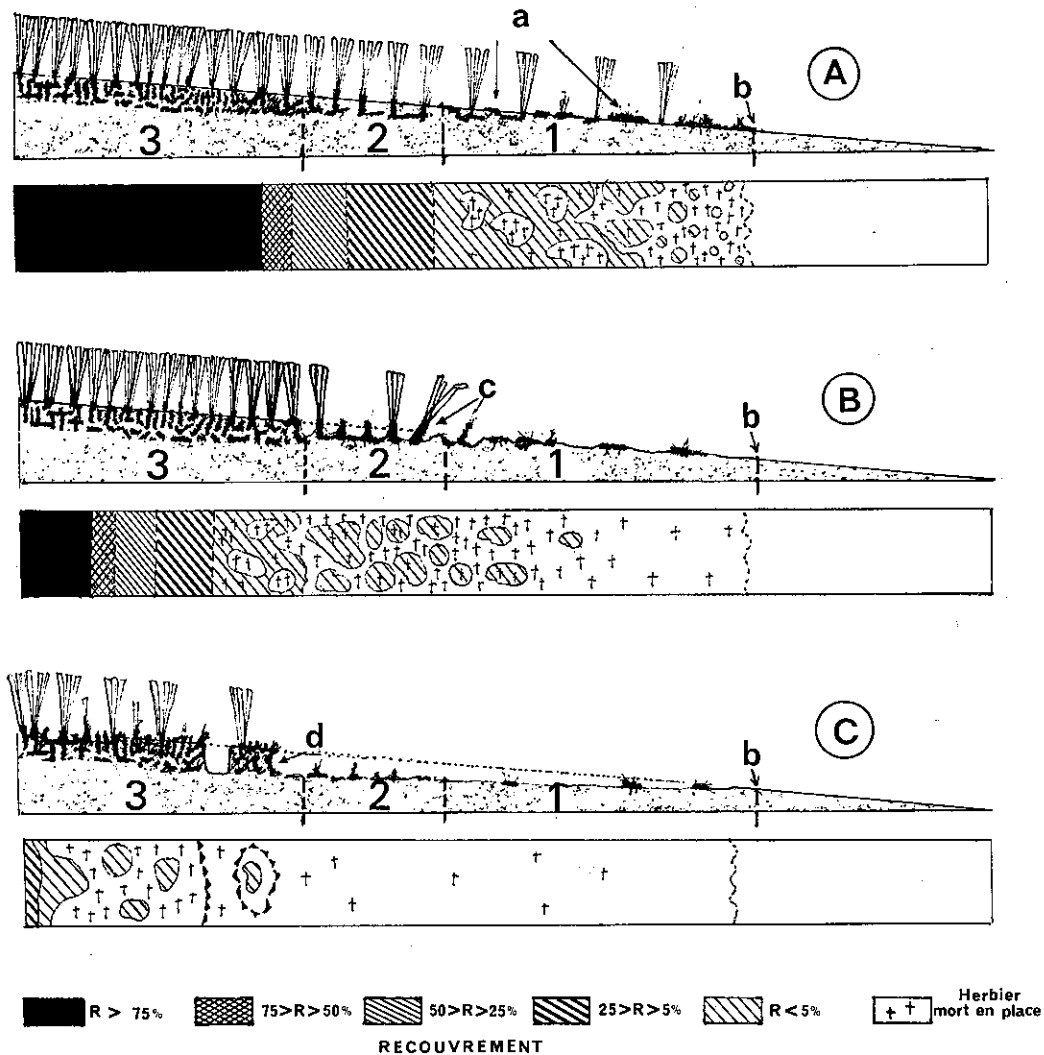 a
A
b
3 2 1
B
c
b
3 2 1
C
d
b
3 2 1
R > 75% 75>R>50% 50>R>25% 25>R>5% R<5% Herbier
mort en place
RECOUVREMENT